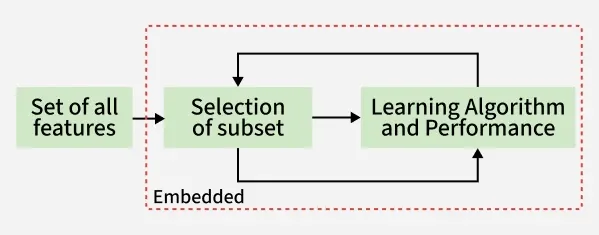 Set of all
features
Selection
of subset
Learning Algorithm
and Performance
Embedded